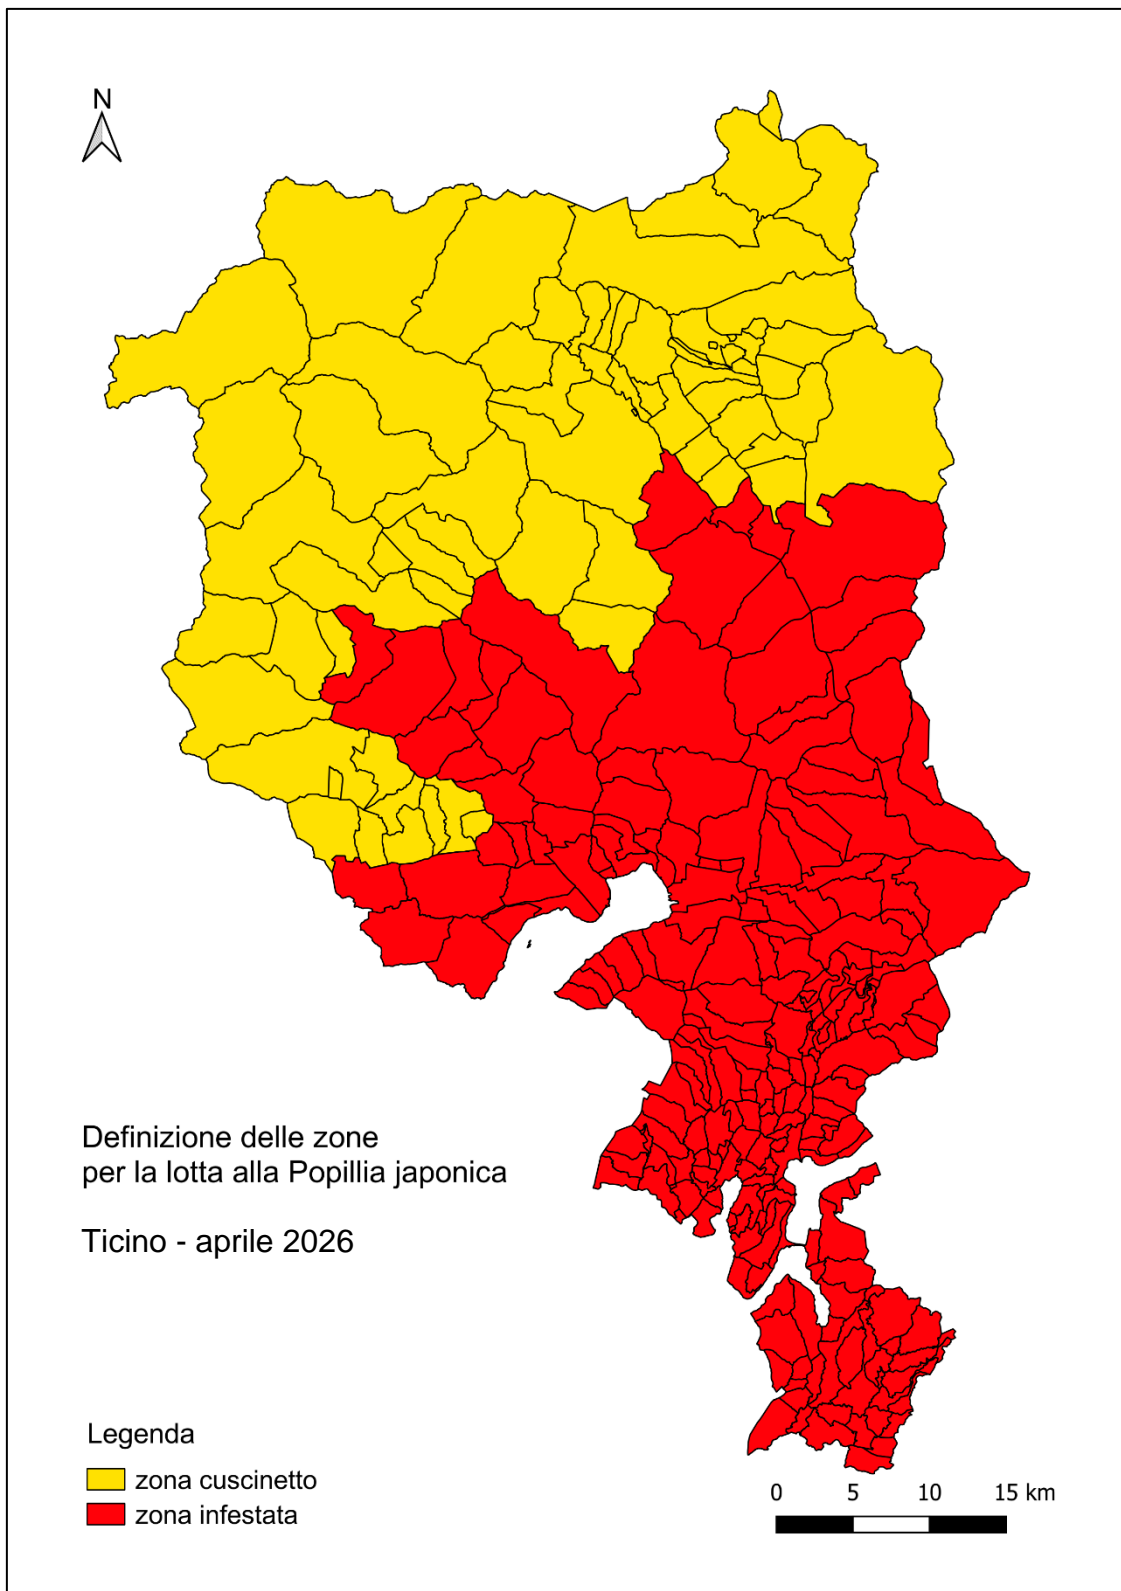 N
Definizione delle zone
per la lotta alla Popillia japonica
Ticino - aprile 2026
Legenda
zona cuscinetto
zona infestata
0 5 10 15 km